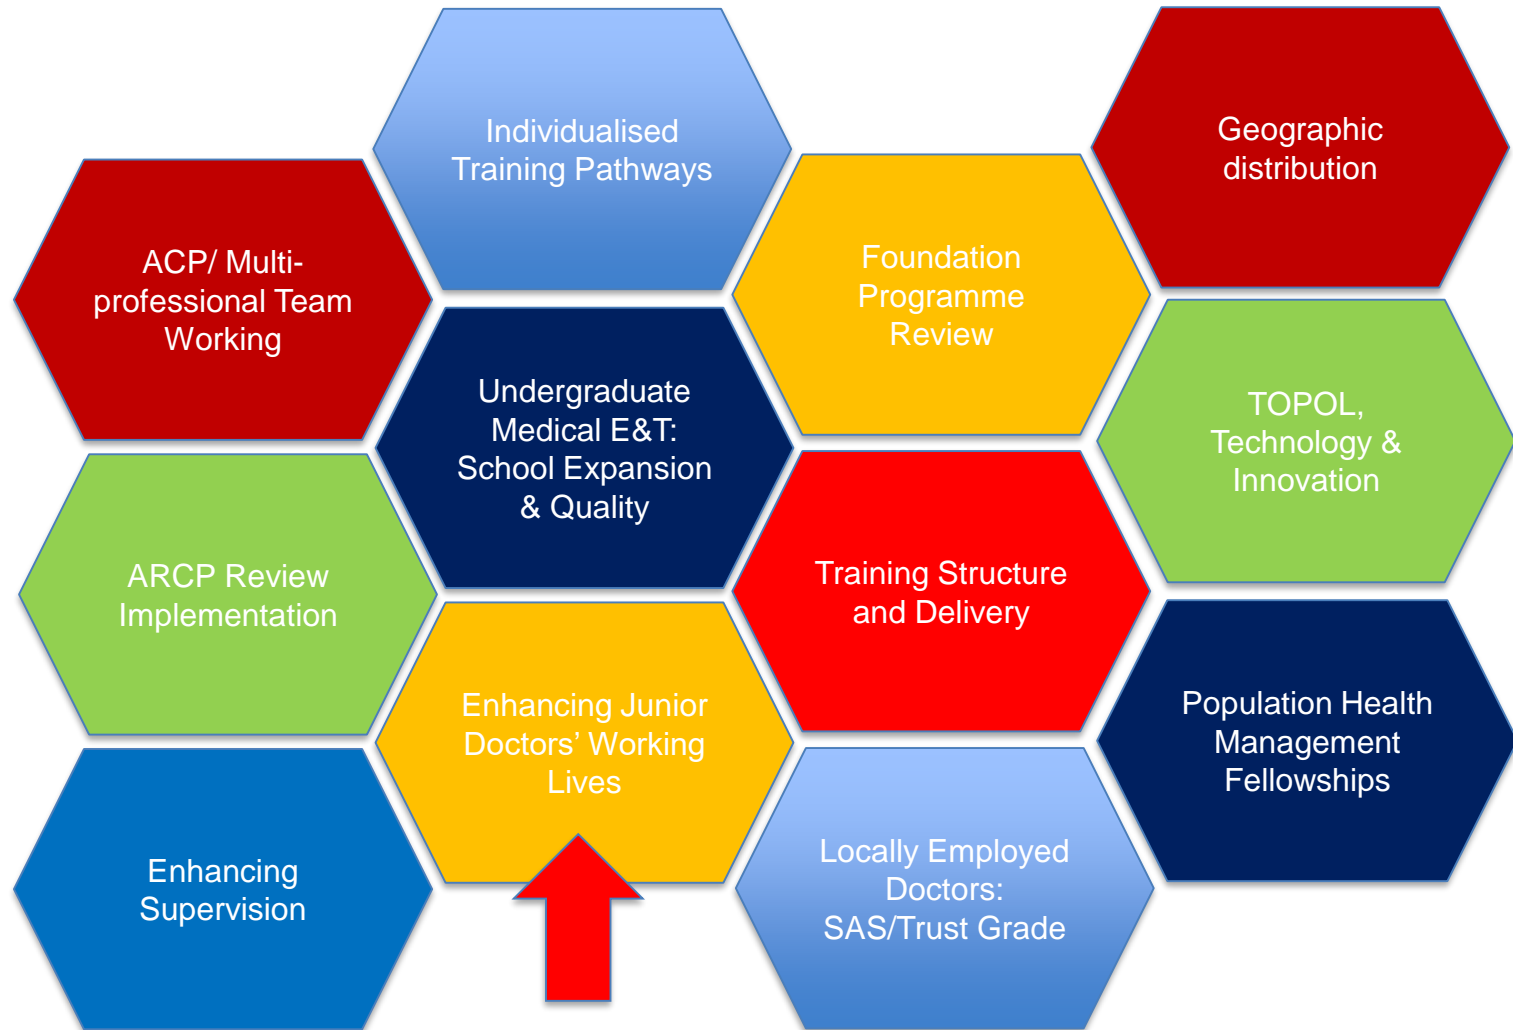 Individualised
Training Pathways
Geographic
distribution
ACP/ Multi-
professional Team
Working
Foundation
Programme
Review
Undergraduate
Medical E&T:
School Expansion
& Quality
TOPOL,
Technology &
Innovation
ARCP Review
Implementation
Training Structure
and Delivery
Enhancing Junior
Doctors’ Working
Lives
Population Health
Management
Fellowships
Enhancing
Supervision
Locally Employed
Doctors:
SAS/Trust Grade